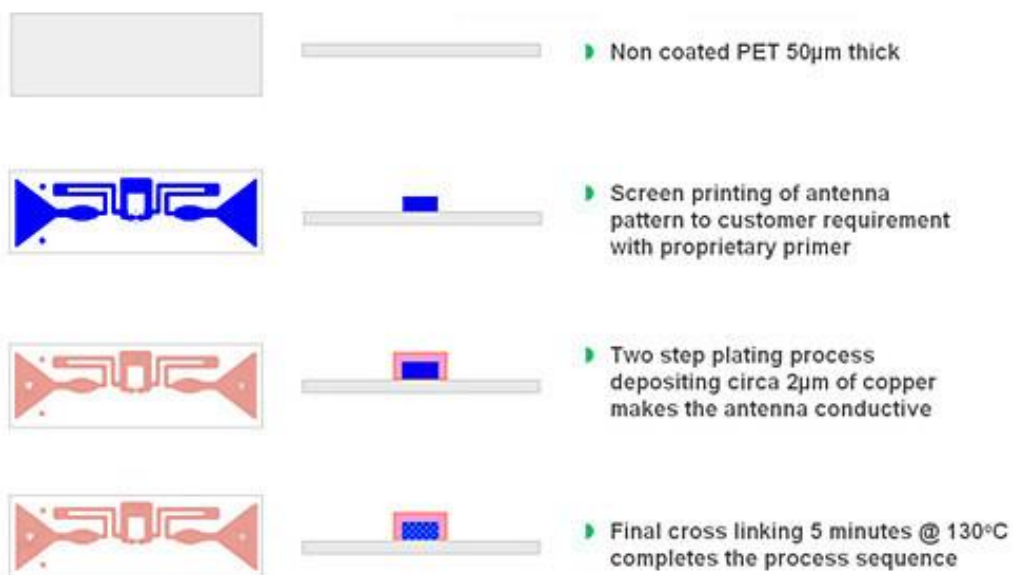 Non coated PET 50µm thick
Screen printing of antenna
pattern to customer requirement
with proprietary primer
Two step plating process
depositing circa 2µm of copper
makes the antenna conductive
Final cross linking 5 minutes @ 130ºC
completes the process sequence